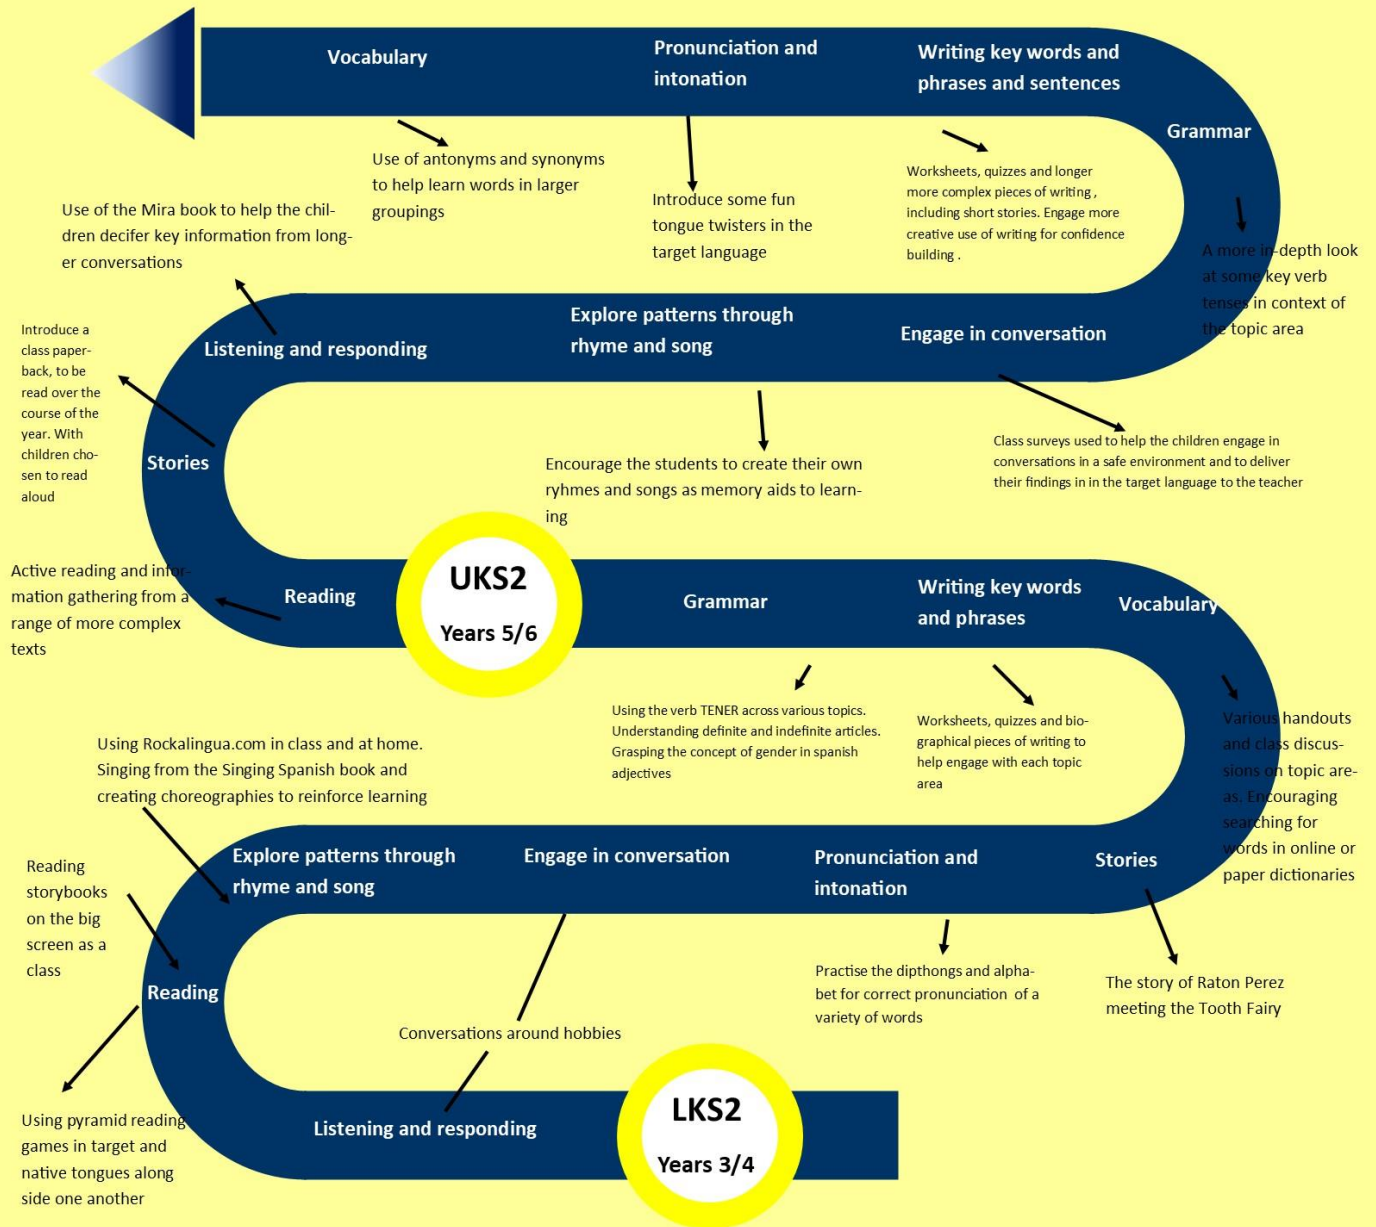 Vocabulary
Pronunciation and
intonation
Writing key words and
phrases and sentences
Grammar
Use of antonyms and synonyms
to help learn words in larger
groupings
Introduce some fun
tongue twisters in the
target language
Worksheets, quizzes and longer
more complex pieces of writing ,
including short stories. Engage more
creative use of writing for confidence
building .
A more in-depth look
at some key verb
tenses in context of
the topic area
Use of the Mira book to help the chil-
dren decifer key information from long-
er conversations
Listening and responding
Explore patterns through
rhyme and song
Engage in conversation
Introduce a
class paper-
back, to be
read over the
course of the
year. With
children cho-
sen to read
aloud
Stories
Encourage the students to create their own
ryhmes and songs as memory aids to learn-
ing
Class surveys used to help the children engage in
conversations in a safe environment and to deliver
their findings in in the target language to the teacher
Active reading and infor-
mation gathering from a
range of more complex
texts
Reading
UKS2
Years 5/6
Grammar
Writing key words
and phrases
Vocabulary
Using the verb TENER across various topics.
Understanding definite and indefinite articles.
Grasping the concept of gender in spanish
adjectives
Worksheets, quizzes and bio-
graphical pieces of writing to
help engage with each topic
area
Various handouts
and class discus-
sions on topic are-
as. Encouraging
searching for
words in online or
paper dictionaries
Using Rockalingua.com in class and at home.
Singing from the Singing Spanish book and
creating choreographies to reinforce learning
Explore patterns through
rhyme and song
Engage in conversation
Pronunciation and
intonation
Stories
Reading
storybooks
on the big
screen as a
class
Reading
Conversations around hobbies
Practise the dipthongs and alpha-
bet for correct pronunciation of a
variety of words
The story of Raton Perez
meeting the Tooth Fairy
Using pyramid reading
games in target and
native tongues along
side one another
Listening and responding
LKS2
Years 3/4